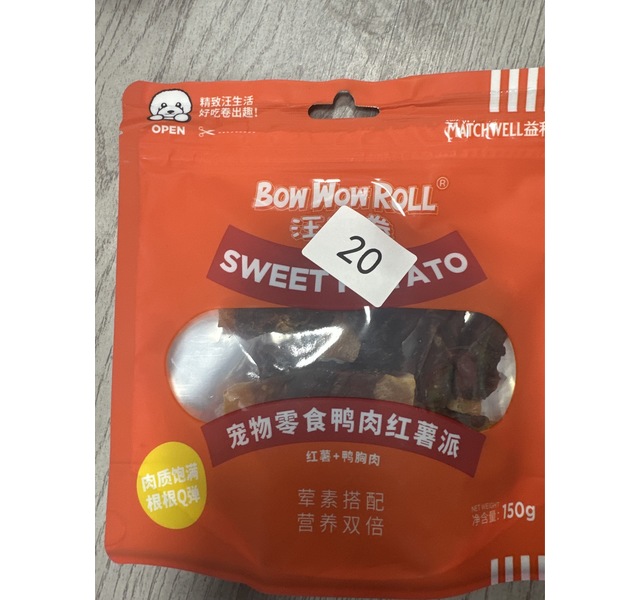 精致汪生活
好吃卷出趣!
OPEN
MATCHWELL益
BOW WOW ROLL®
汪
20
SWEET
宠物零食鸭肉红薯派
红薯+鸭胸肉
肉质饱满
根根Q弹
荤素搭配
营养双倍
NET WEIGHT
净含量: 150g